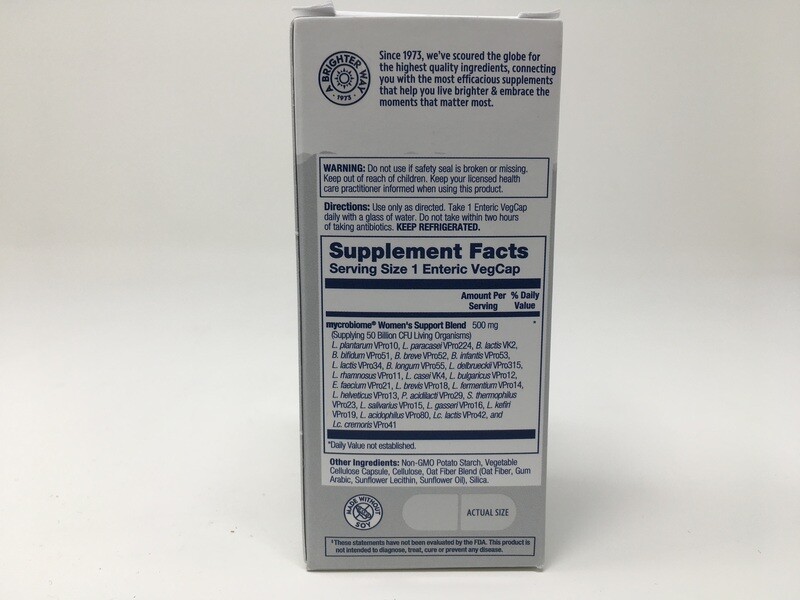 A BRIGHTER WAY
• 1973 •
Since 1973, we've scoured the globe for
the highest quality ingredients, connecting
you with the most efficacious supplements
that help you live brighter & embrace the
moments that matter most.
WARNING: Do not use if safety seal is broken or missing.
Keep out of reach of children. Keep your licensed health
care practitioner informed when using this product.
Directions: Use only as directed. Take 1 Enteric VegCap
daily with a glass of water. Do not take within two hours
of taking antibiotics. KEEP REFRIGERATED.
Supplement Facts
Serving Size 1 Enteric VegCap
Amount Per % Daily
Serving Value
mycrobiome® Women's Support Blend 500 mg *
(Supplying 50 Billion CFU Living Organisms)
L. plantarum VPro10, L. paracasei VPro224, B. lactis VK2,
B. bifidum VPro51, B. breve VPro52, B. infantis VPro53,
L. lactis VPro34, B. longum VPro55, L. delbrueckii VPro315,
L. rhamnosus VPro11, L. casei VK4, L. bulgaricus VPro12,
E. faecium VPro21, L. brevis VPro18, L. fermentium VPro14,
L. helveticus VPro13, P. acidilacti VPro29, S. thermophilus
VPro23, L. salivarius VPro15, L. gasseri VPro16, L. kefiri
VPro19, L. acidophilus VPro80, Lc. lactis VPro42, and
Lc. cremoris VPro41
*Daily Value not established.
Other Ingredients: Non-GMO Potato Starch, Vegetable
Cellulose Capsule, Cellulose, Oat Fiber Blend (Oat Fiber, Gum
Arabic, Sunflower Lecithin, Sunflower Oil), Silica.
MADE WITHOUT
SOY
ACTUAL SIZE
‡These statements have not been evaluated by the FDA. This product is
not intended to diagnose, treat, cure or prevent any disease.